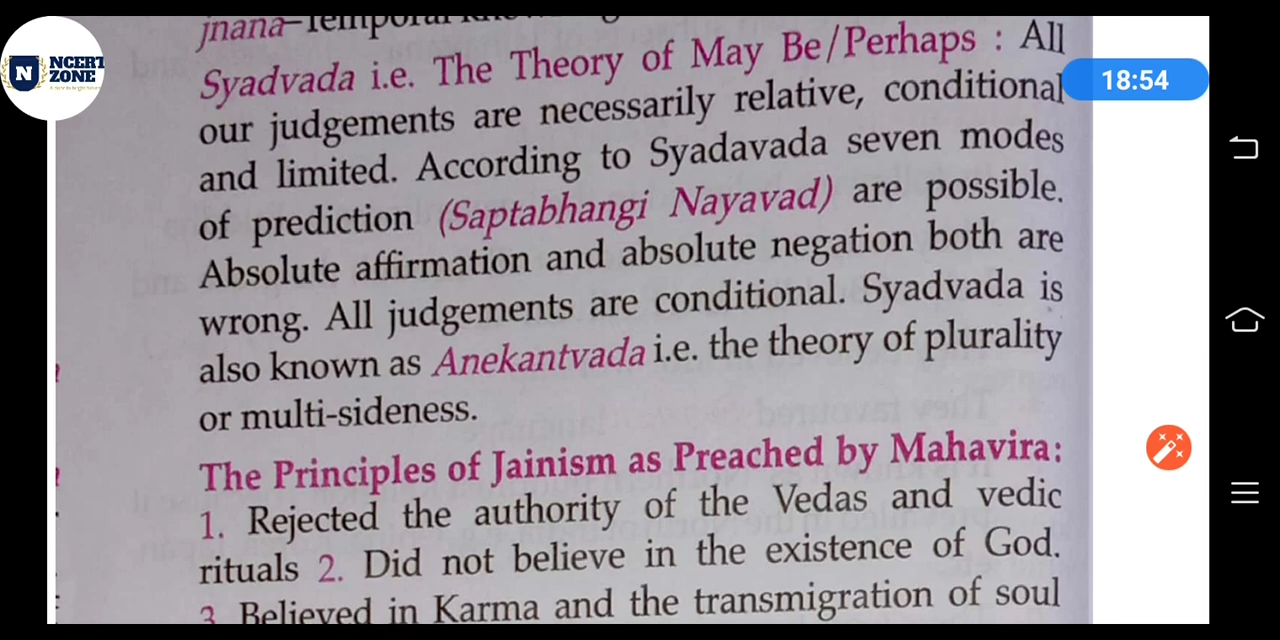 jnana–Temporal
Syadvada i.e. The Theory of May Be/Perhaps : All
our judgements are necessarily relative, conditional
and limited. According to Syadavada seven modes
of prediction (Saptabhangi Nayavad) are possible.
Absolute affirmation and absolute negation both are
wrong. All judgements are conditional. Syadvada is
also known as Anekantvada i.e. the theory of plurality
or multi-sideness.
The Principles of Jainism as Preached by Mahavira:
1. Rejected the authority of the Vedas and vedic
rituals 2. Did not believe in the existence of God.
3. Believed in Karma and the transmigration of soul
N
NCERT
ZONE
18:54